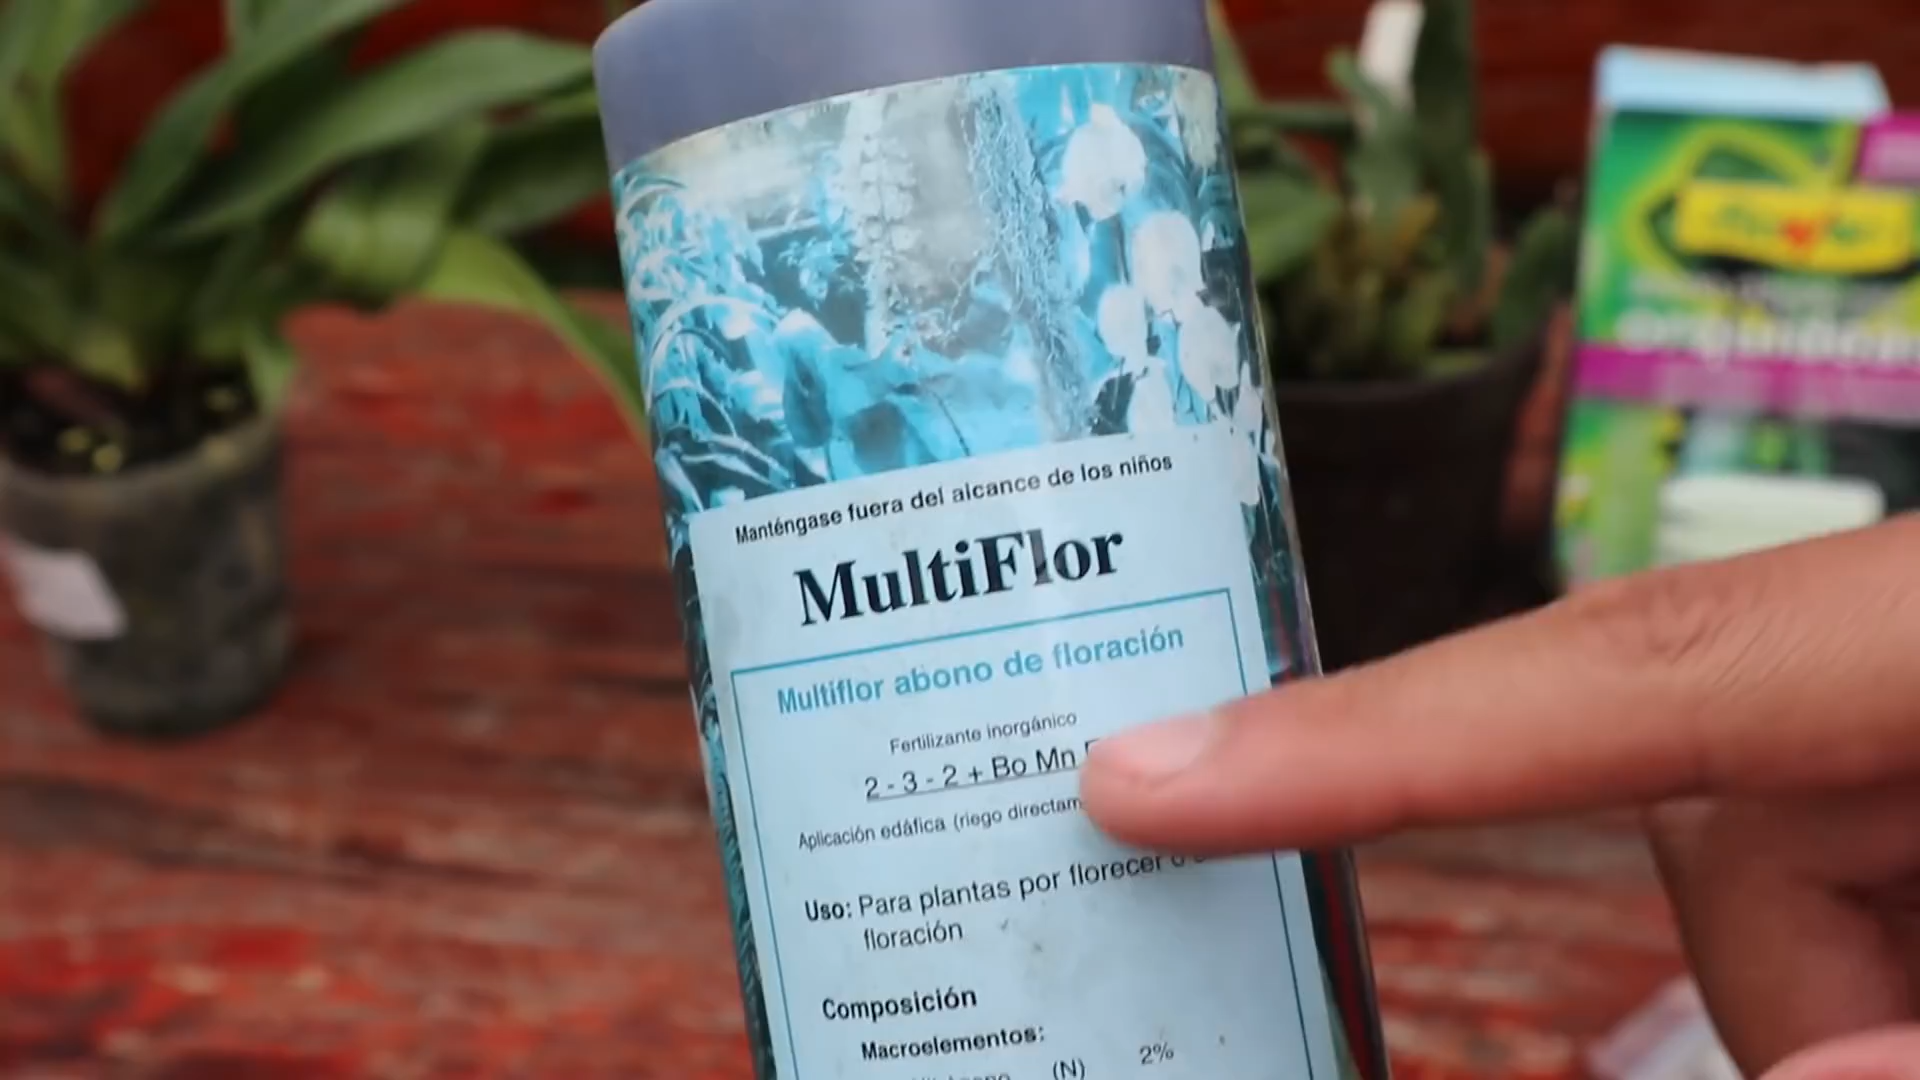 Manténgase fuera del alcance de los niños
MultiFlor
Multiflor abono de floración
Fertilizante inorgánico
2 - 3 - 2 + Bo Mn
Aplicación edáfica (riego
Uso: Para plantas por florecer
floración
Composición
Macroelementos:
(N) 2%